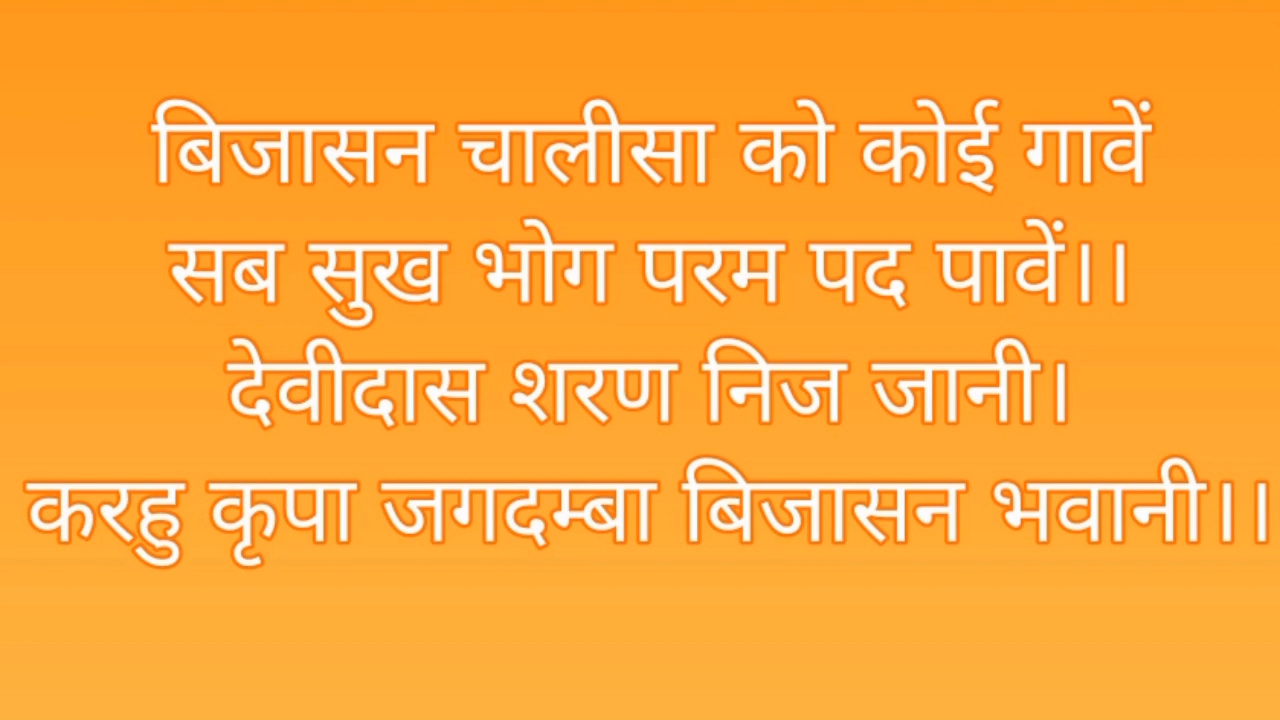 बिजासन चालीसा को कोई गावें
सब सुख भोग परम पद पावें।।
देवीदास शरण निज जानी।
करहु कृपा जगदम्बा बिजासन भवानी।।